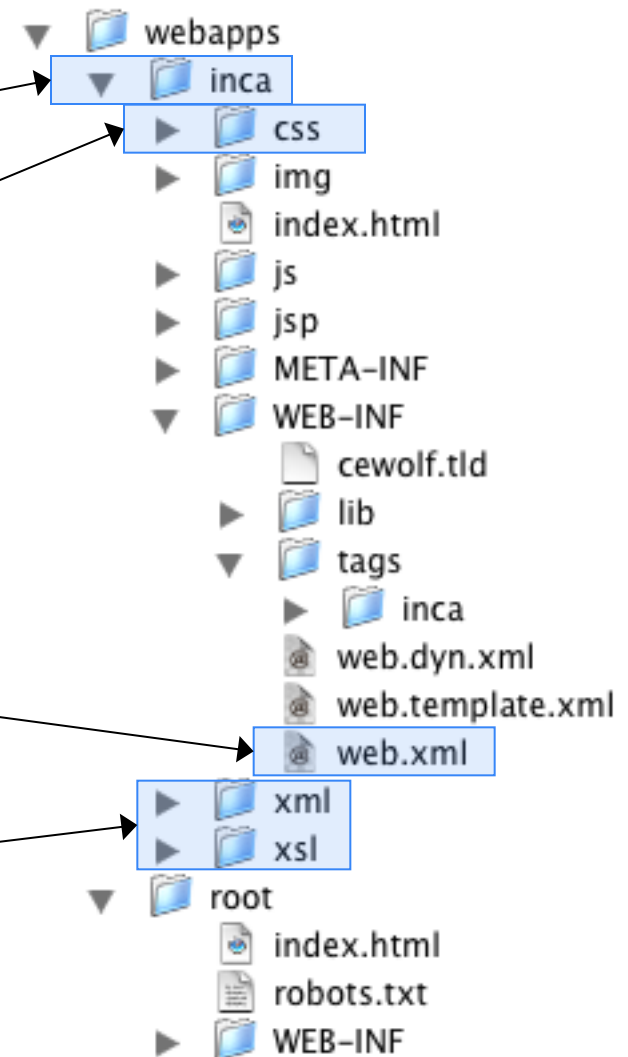 webapps
inca
css
img
index.html
js
jsp
META-INF
WEB-INF
cewolf.tld
lib
tags
inca
web.dyn.xml
web.template.xml
web.xml
xml
xsl
root
index.html
robots.txt
WEB-INF